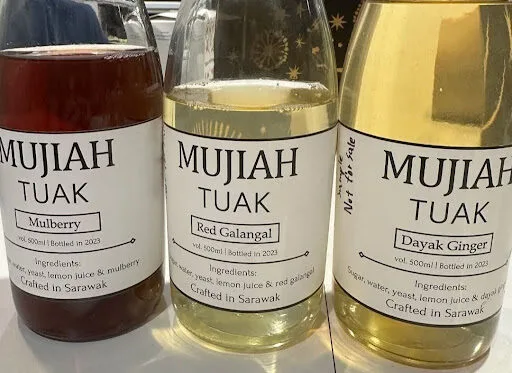 MUJIAH
TUAK
Mulberry
vol. 500ml | Bottled in 2023
Ingredients:
water, yeast, lemon juice & mulberry
Crafted in Sarawak
MUJIAH
TUAK
Red Galangal
vol. 500ml | Bottled in 2023
Ingredients:
water, yeast, lemon juice & red galangal
Crafted in Sarawak
Sample
Not for sale
MUJIAH
TUAK
Dayak Ginger
vol. 500ml | Bottled in 2023
Ingredients:
Sugar, water, yeast, lemon juice & dayak
Crafted in Sarawak